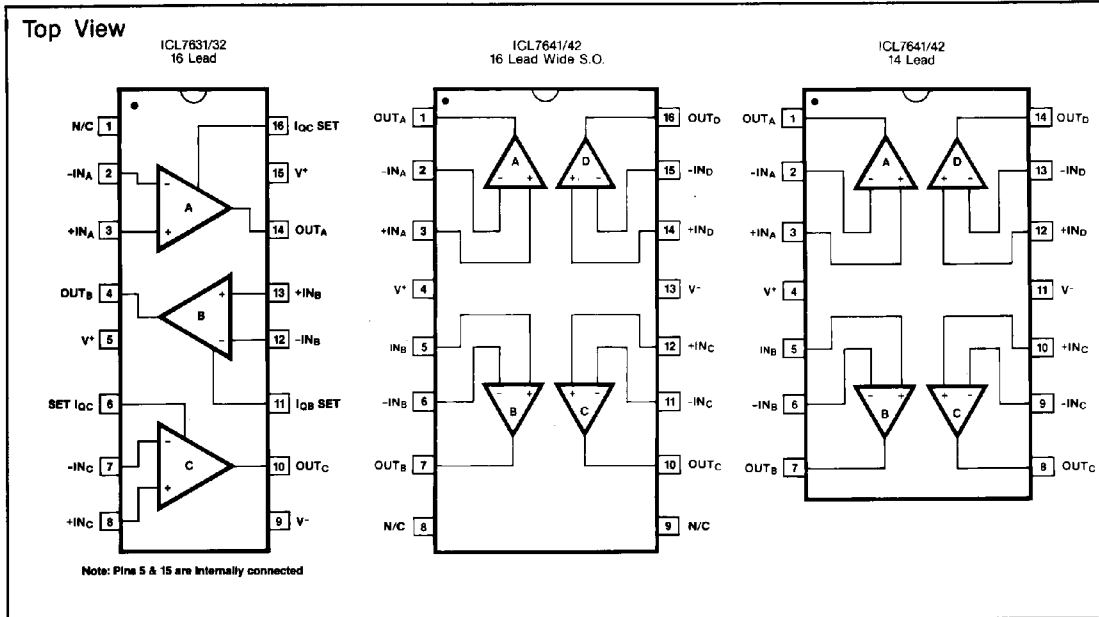 Top View
ICL7631/32
16 Lead
N/C 1
-INA 2
+INA 3
OUTB 4
V+ 5
SET IQC 6
-INC 7
+INC 8
16 IQC SET
15 V+
14 OUTA
13 +INB
12 -INB
11 IQB SET
10 OUTC
9 V-
- A +
+ B -
- C +
Note: Pins 5 & 15 are Internally connected
ICL7641/42
16 Lead Wide S.O.
OUTA 1
-INA 2
+INA 3
V+ 4
INB 5
-INB 6
OUTB 7
N/C 8
16 OUTD
15 -IND
14 +IND
13 V-
12 +INC
11 -INC
10 OUTC
9 N/C
A - +
D + -
- + B
+ - C
ICL7641/42
14 Lead
OUTA 1
-INA 2
+INA 3
V+ 4
INB 5
-INB 6
OUTB 7
14 OUTD
13 -IND
12 +IND
11 V-
10 +INC
9 -INC
8 OUTC
A - +
D + -
- + B
+ - C